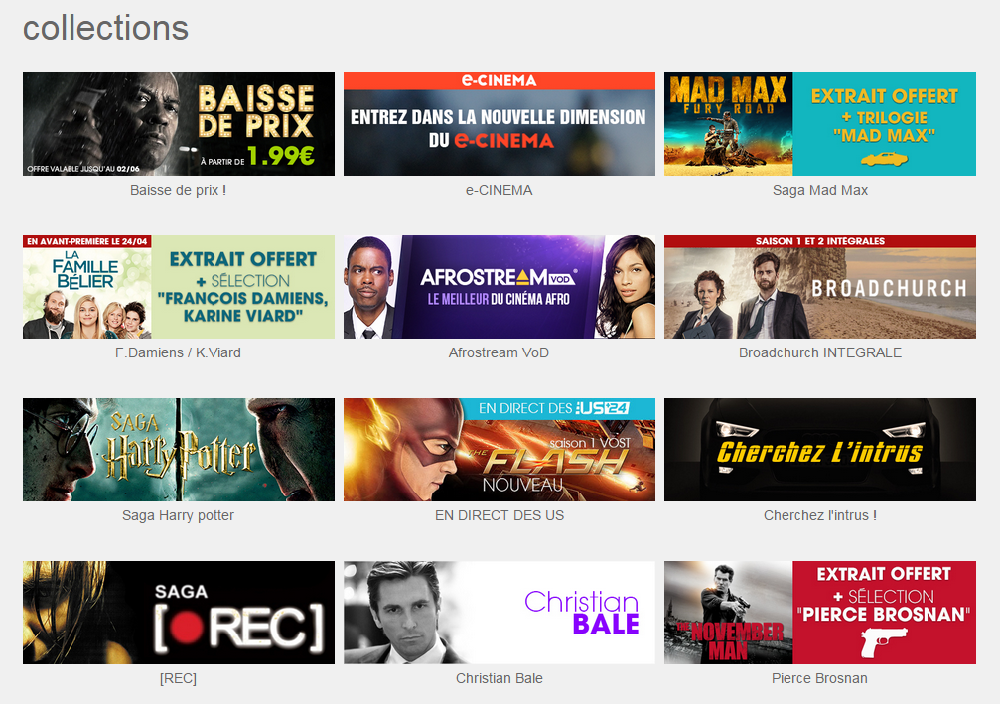 collections
BAISSE
DE PRIX
À PARTIR DE 1.99€
OFFRE VALABLE JUSQU'AU 02/06
Baisse de prix !
e-CINEMA
ENTREZ DANS LA NOUVELLE DIMENSION
DU e-CINEMA
e-CINEMA
MAD MAX
FURY ROAD
EXTRAIT OFFERT
+ TRILOGIE
"MAD MAX"
Saga Mad Max
EN AVANT-PREMIÈRE LE 24/04
LA
FAMILLE
BÉLIER
EXTRAIT OFFERT
+ SÉLECTION
"FRANÇOIS DAMIENS,
KARINE VIARD"
F.Damiens / K.Viard
AFROSTREAM VOD
LE MEILLEUR DU CINÉMA AFRO
Afrostream VoD
SAISON 1 ET 2 INTÉGRALES
BROADCHURCH
Broadchurch INTEGRALE
SAGA
Harry Potter
Saga Harry potter
EN DIRECT DES US24
saison 1 VOST
THE FLASH
NOUVEAU
EN DIRECT DES US
Cherchez L'intrus
Cherchez l'intrus !
SAGA
[REC]
[REC]
Christian
BALE
Christian Bale
THE NOVEMBER
MAN
EXTRAIT OFFERT
+ SÉLECTION
"PIERCE BROSNAN"
Pierce Brosnan